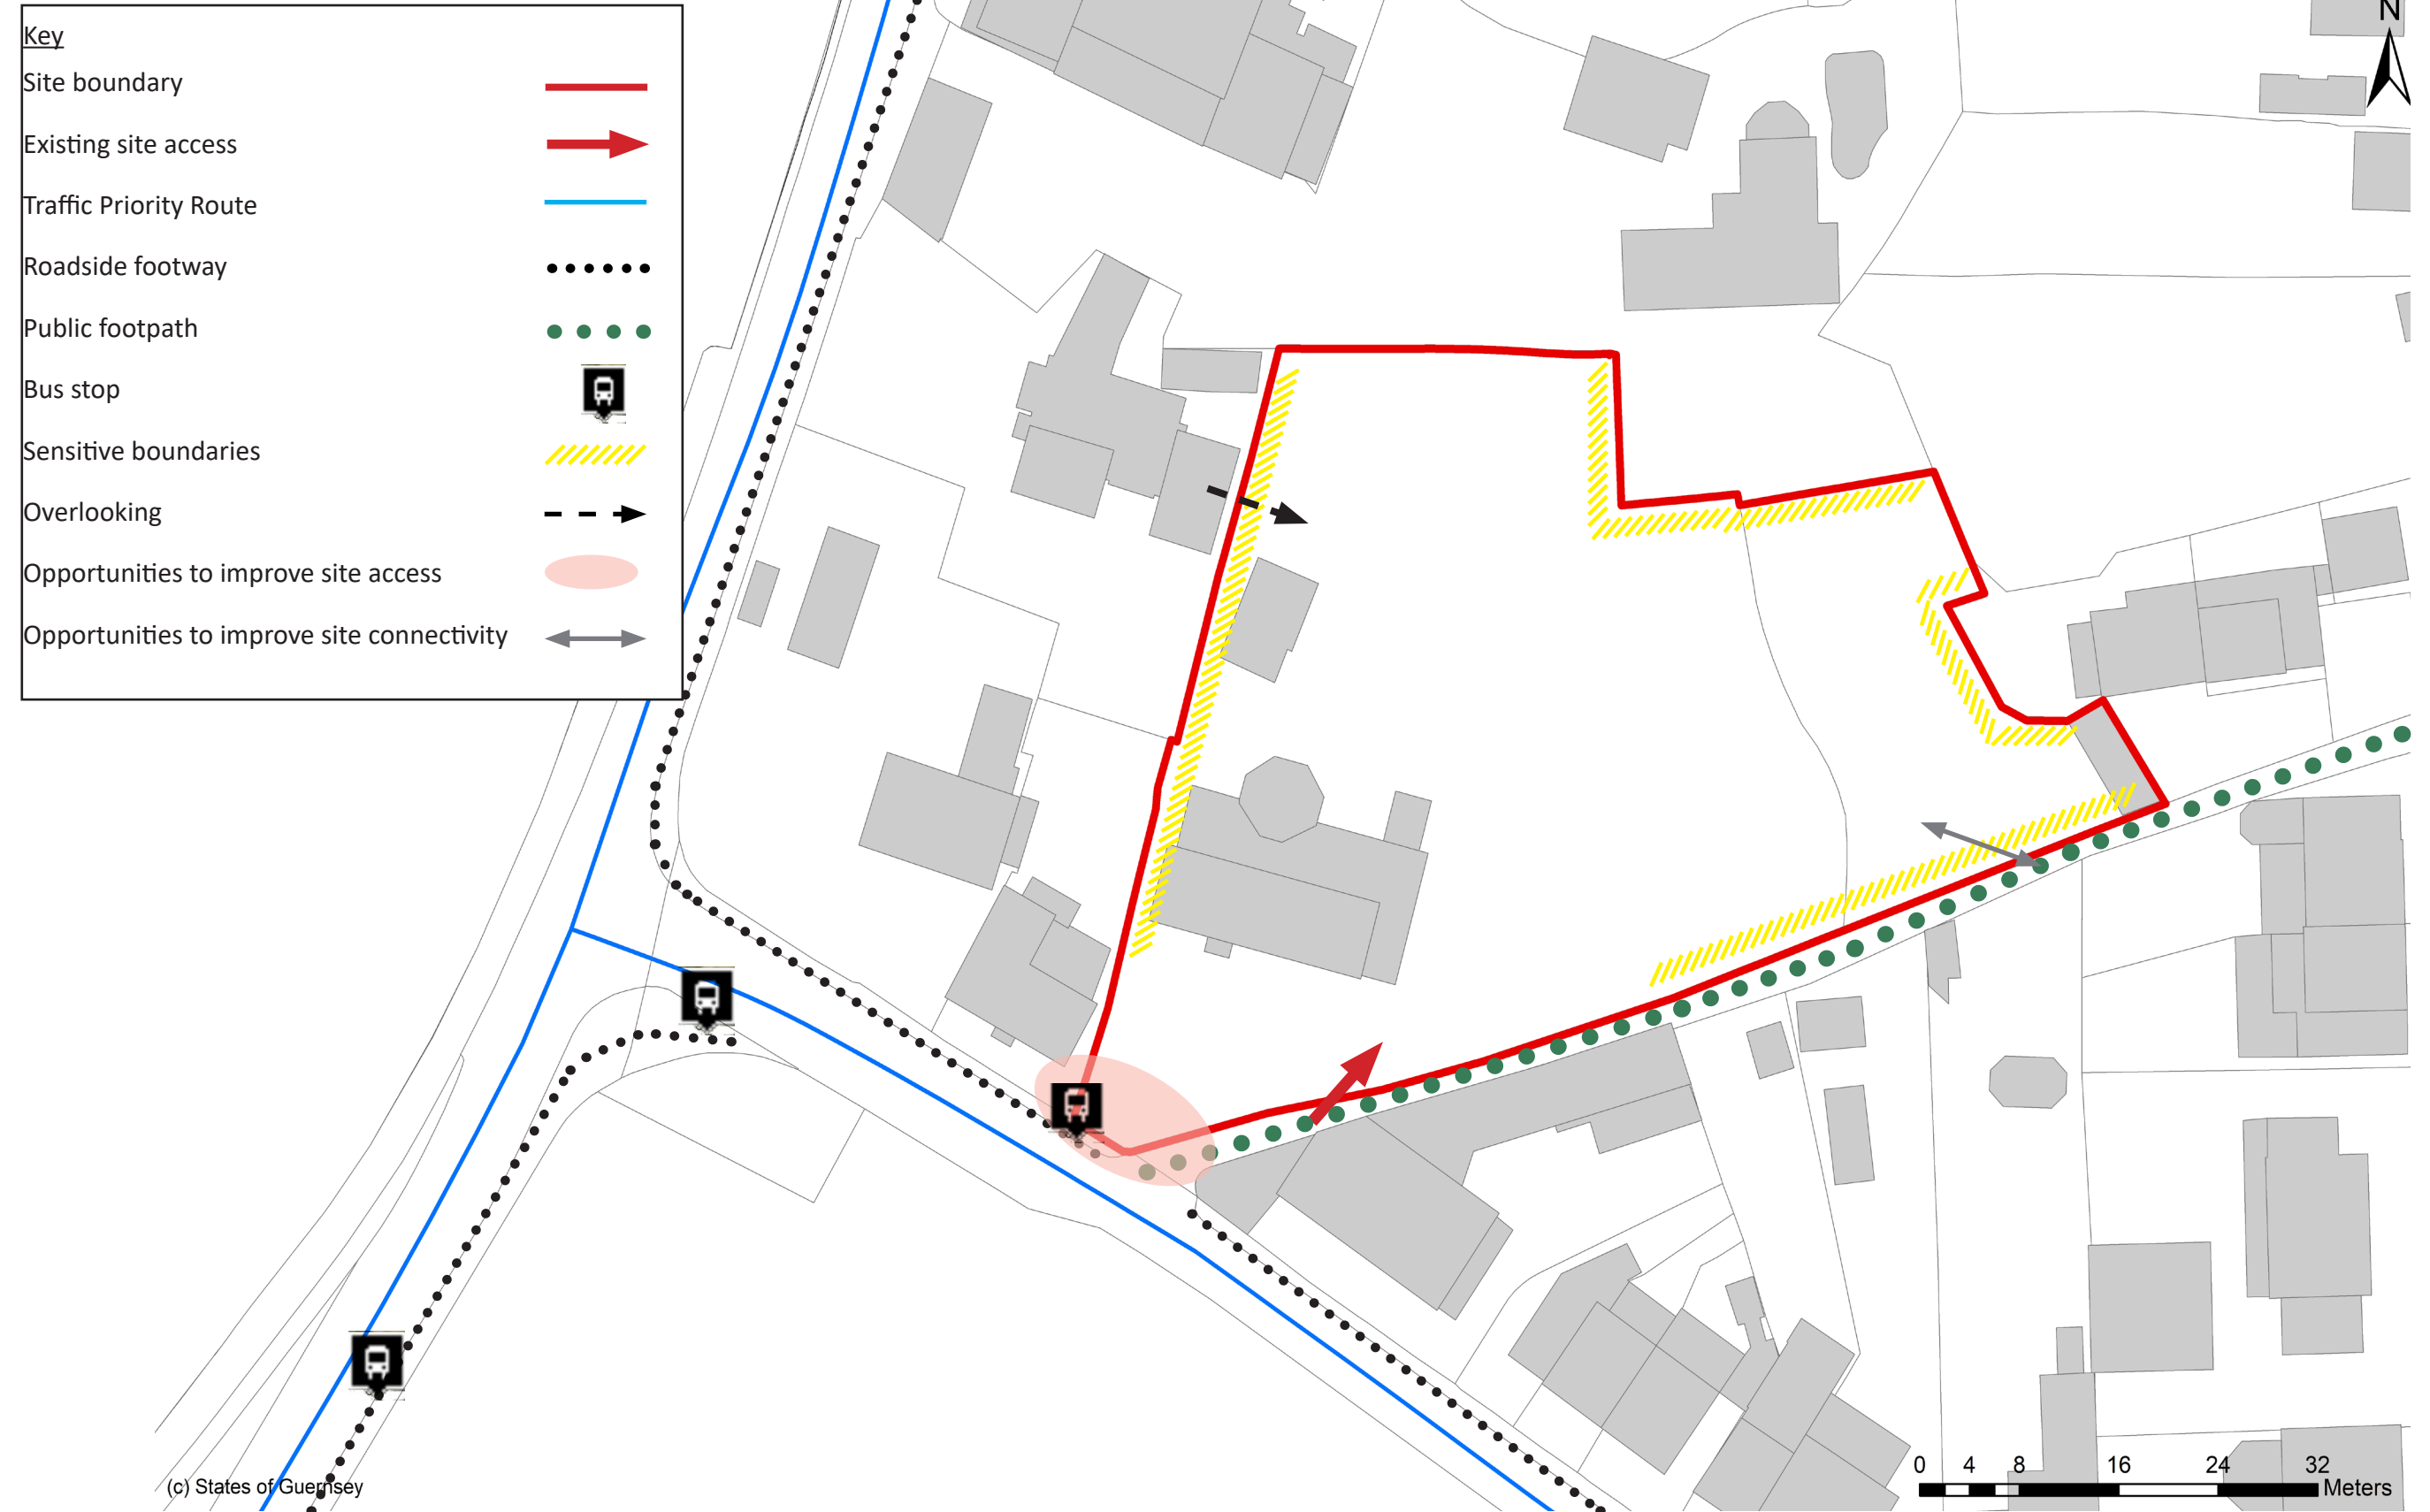 Key
Site boundary
Existing site access
Traffic Priority Route
Roadside footway
Public footpath
Bus stop
Sensitive boundaries
Overlooking
Opportunities to improve site access
Opportunities to improve site connectivity
N
(c) States of Guernsey
0 4 8 16 24 32
Meters